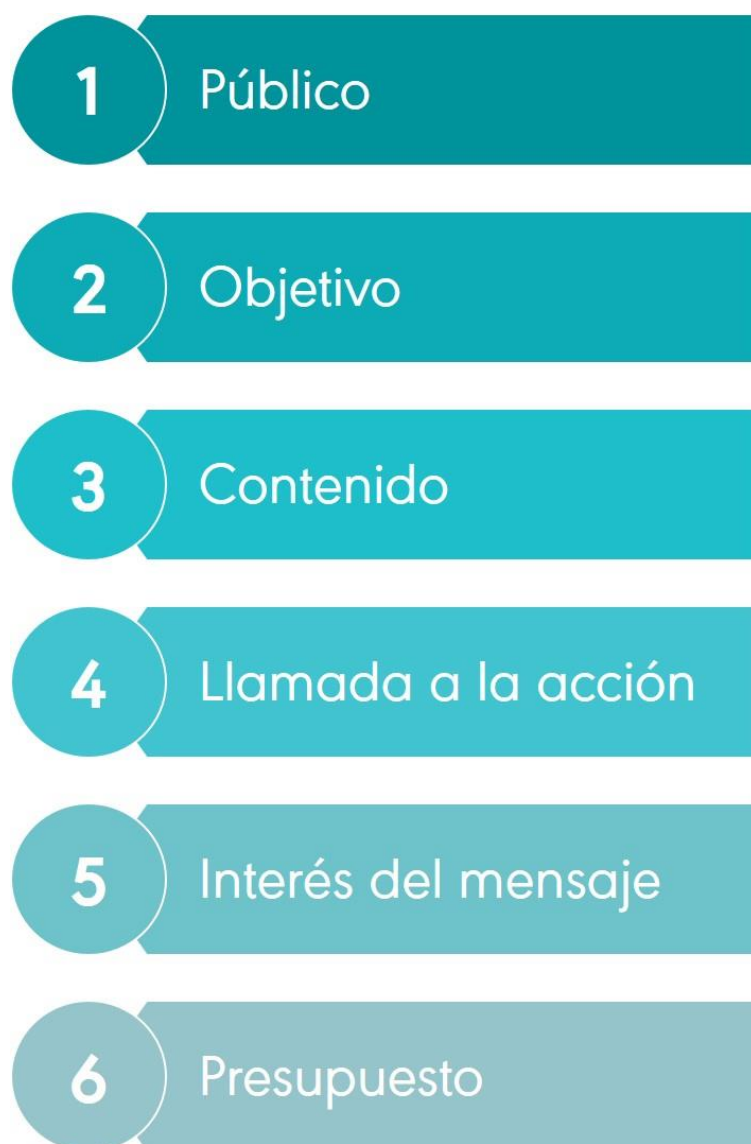 1 Público
2 Objetivo
3 Contenido
4 Llamada a la acción
5 Interés del mensaje
6 Presupuesto